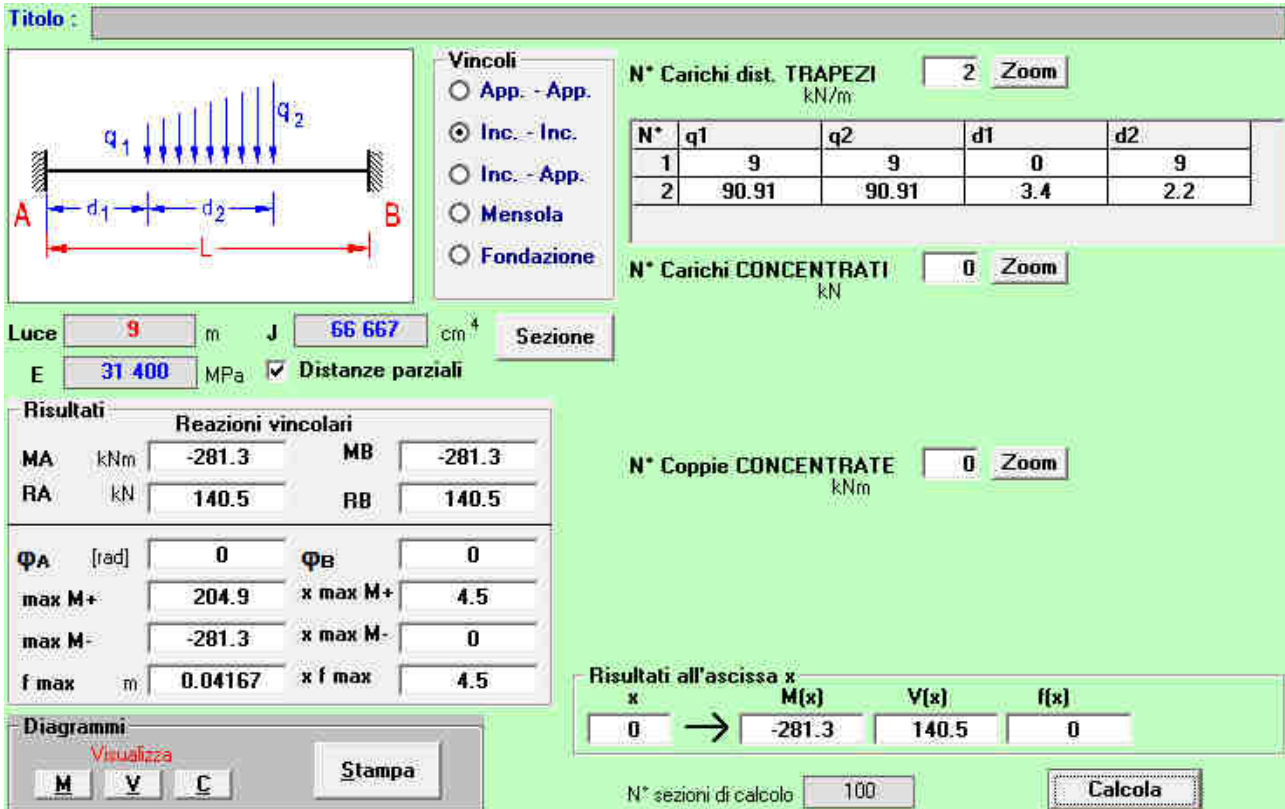 Titolo :
q1
q2
A
d1
d2
B
L
Vincoli
App. - App.
Inc. - Inc.
Inc. - App.
Mensola
Fondazione
N° Carichi dist. TRAPEZI 2 Zoom
kN/m
N° q1 q2 d1 d2
1 9 9 0 9
2 90.91 90.91 3.4 2.2
N° Carichi CONCENTRATI 0 Zoom
kN
Luce 9 m J 66 667 cm⁴ Sezione
E 31 400 MPa Distanze parziali
Risultati
Reazioni vincolari
MA kNm -281.3 MB -281.3
RA kN 140.5 RB 140.5
φA [rad] 0 φB 0
max M+ 204.9 x max M+ 4.5
max M- -281.3 x max M- 0
f max m 0.04167 x f max 4.5
N° Coppie CONCENTRATE 0 Zoom
kNm
Risultati all'ascissa x
x M(x) V(x) f(x)
0 -281.3 140.5 0
Diagrammi
Visualizza
M V C Stampa
N° sezioni di calcolo 100 Calcola